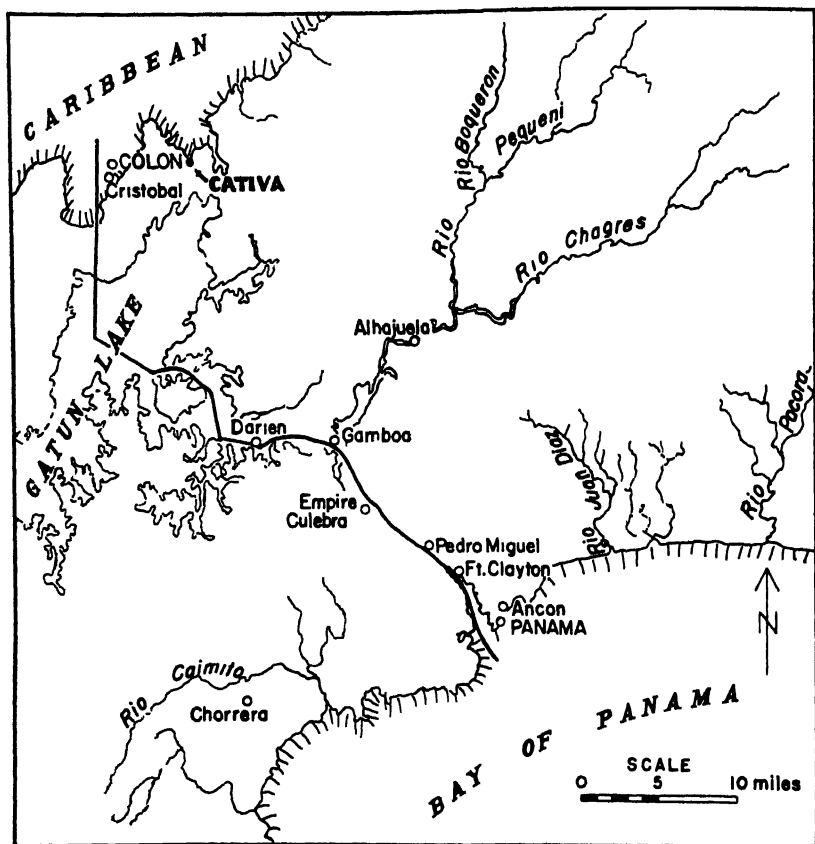 CARIBBEAN
COLON
Cristobal
CATIVA
Rio Boqueron
Rio Pequeni
Rio Chagres
Alhajuela
GATUN LAKE
Darien
Gamboa
Empire
Culebra
Pedro Miguel
Ft. Clayton
Ancon
PANAMA
Rio Juan Diaz
Rio Pocora
N
Rio Caimito
Chorrera
BAY OF PANAMA
SCALE
0 5 10 miles